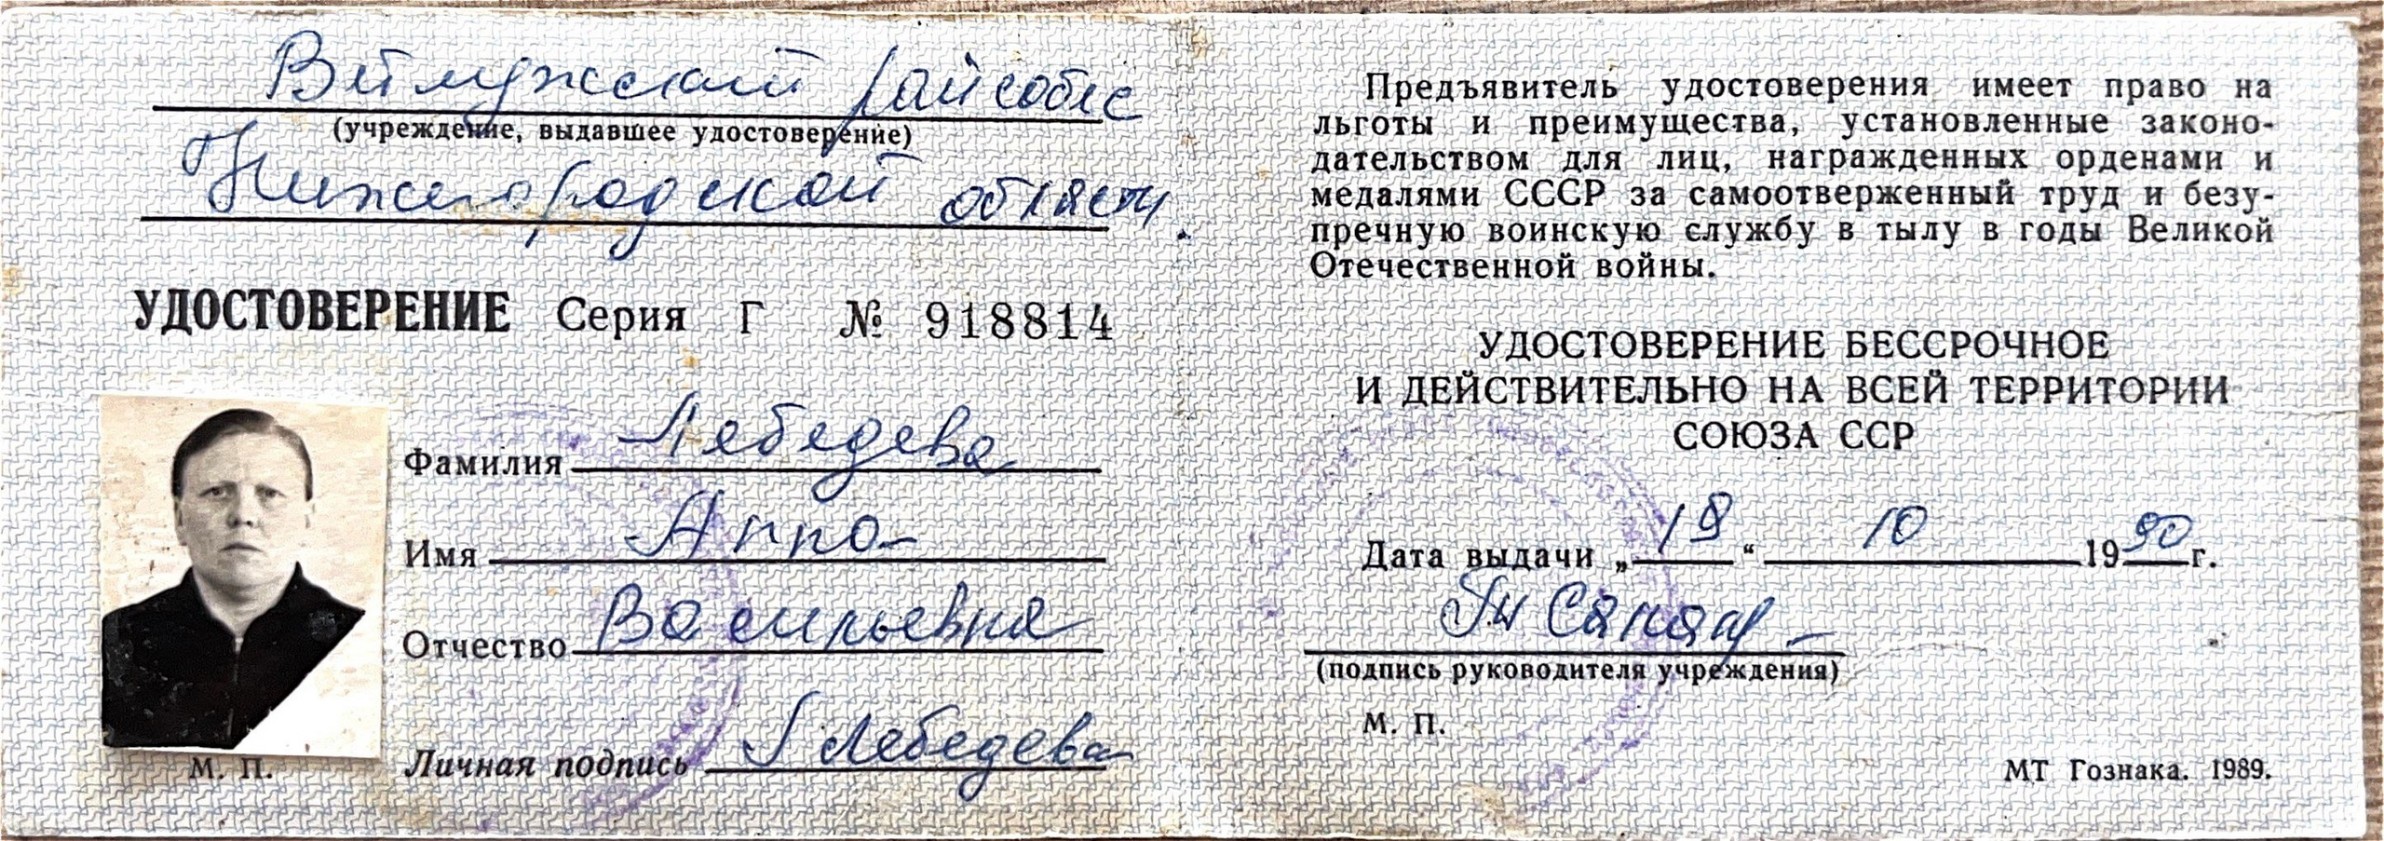 Ветлужский райсобес
(учреждение, выдавшее удостоверение)
Нижегородской области.
УДОСТОВЕРЕНИЕ Серия Г № 918814
Фамилия Лебедева
Имя Анна
Отчество Васильевна
Личная подпись Лебедева
М. П.
Предъявитель удостоверения имеет право на
льготы и преимущества, установленные законо-
дательством для лиц, награжденных орденами и
медалями СССР за самоотверженный труд и безу-
пречную воинскую службу в тылу в годы Великой
Отечественной войны.
УДОСТОВЕРЕНИЕ БЕССРОЧНОЕ
И ДЕЙСТВИТЕЛЬНО НА ВСЕЙ ТЕРРИТОРИИ
СОЮЗА ССР
Дата выдачи „19“ 10 1990 г.
(подпись руководителя учреждения)
М. П.
МТ Гознака. 1989.